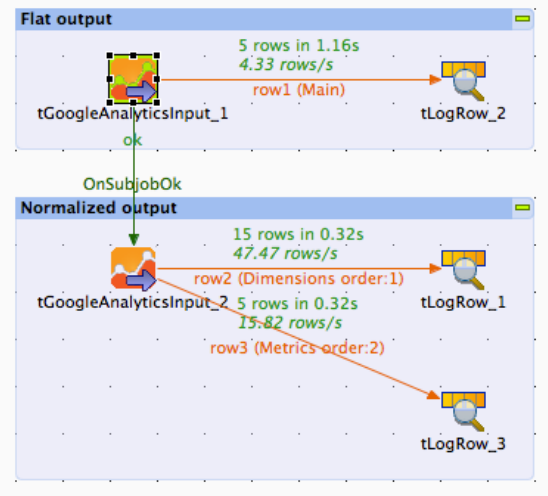 Flat output
5 rows in 1.16s
4.33 rows/s
row1 (Main)
tGoogleAnalyticsInput_1
tLogRow_2
ok
OnSubjobOk
Normalized output
15 rows in 0.32s
47.47 rows/s
row2 (Dimensions order:1)
tGoogleAnalyticsInput_2
tLogRow_1
5 rows in 0.32s
15.82 rows/s
row3 (Metrics order:2)
tLogRow_3